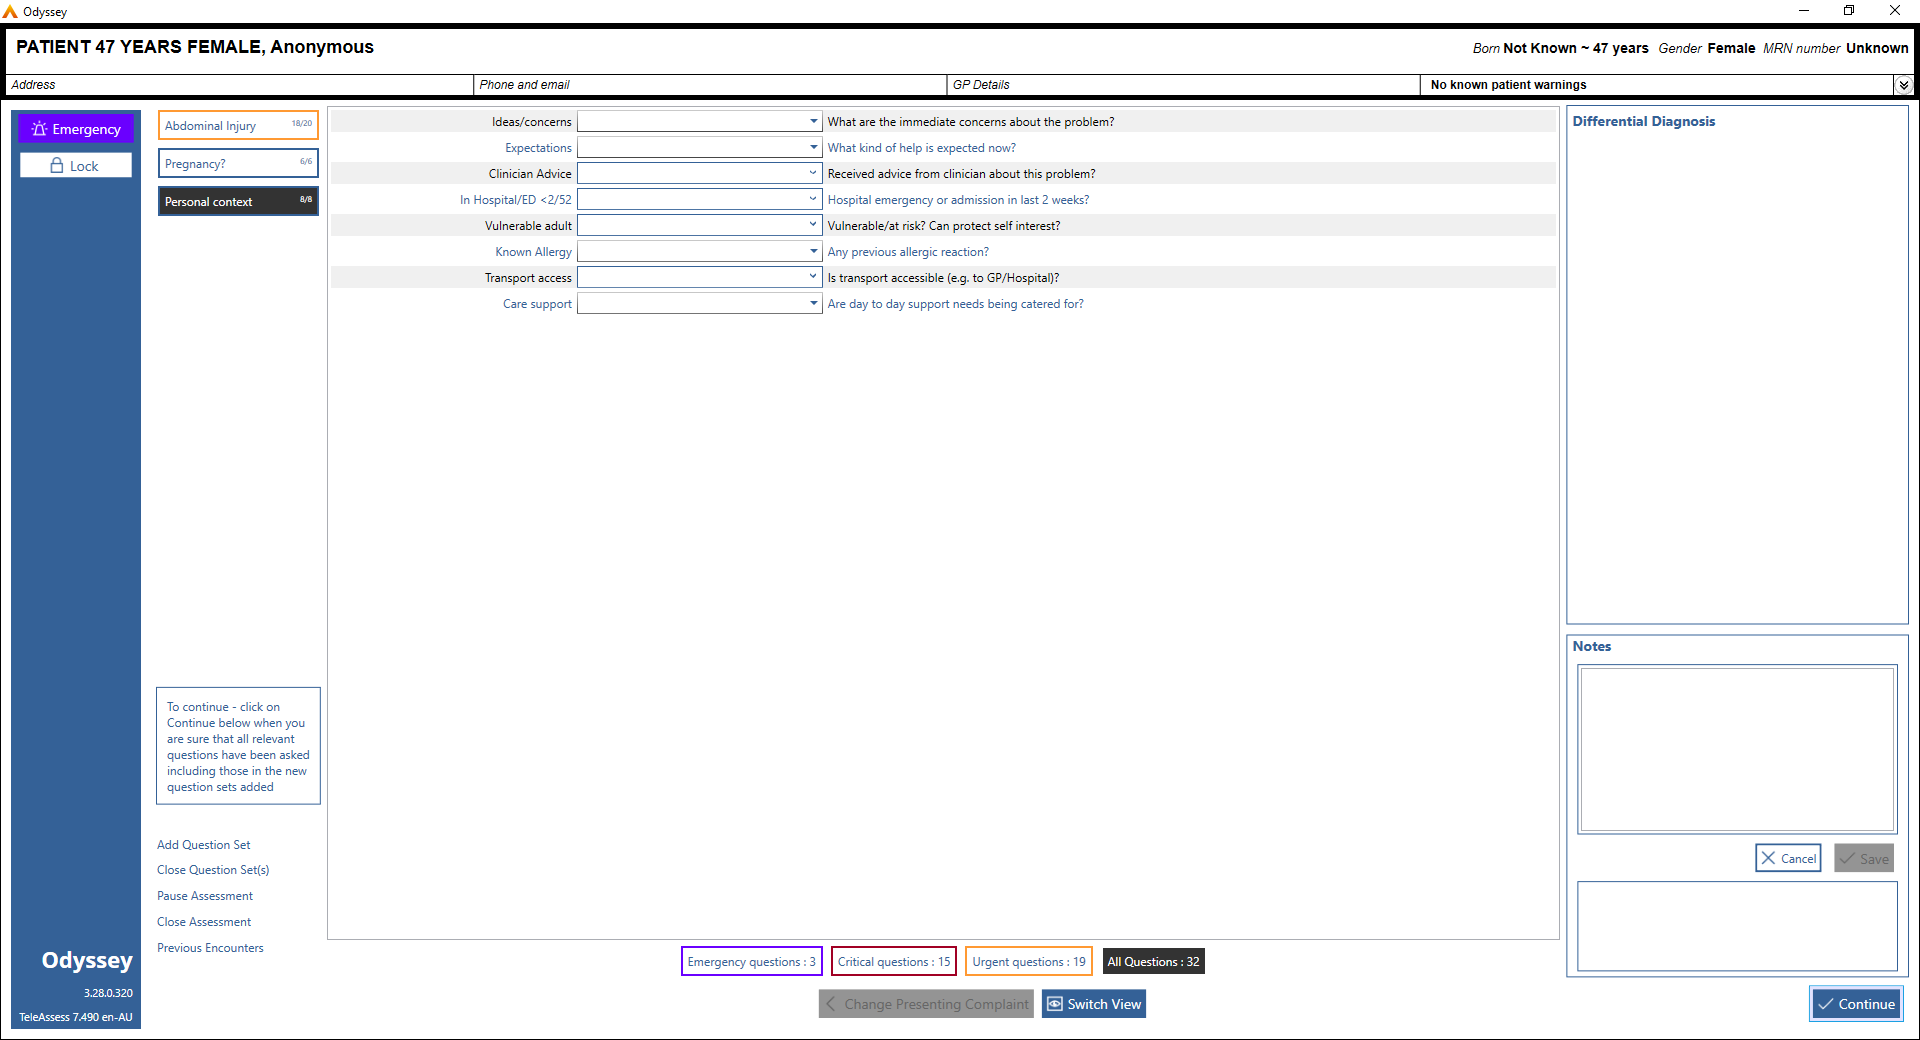 Odyssey
PATIENT 47 YEARS FEMALE, Anonymous
Born Not Known ~ 47 years Gender Female MRN number Unknown
Address
Phone and email
GP Details
No known patient warnings
Emergency
Lock
Abdominal Injury 18/20
Pregnancy? 6/6
Personal context 8/8
Ideas/concerns What are the immediate concerns about the problem?
Expectations What kind of help is expected now?
Clinician Advice Received advice from clinician about this problem?
In Hospital/ED <2/52 Hospital emergency or admission in last 2 weeks?
Vulnerable adult Vulnerable/at risk? Can protect self interest?
Known Allergy Any previous allergic reaction?
Transport access Is transport accessible (e.g. to GP/Hospital)?
Care support Are day to day support needs being catered for?
Differential Diagnosis
Notes
Cancel
Save
To continue - click on
Continue below when you
are sure that all relevant
questions have been asked
including those in the new
question sets added
Add Question Set
Close Question Set(s)
Pause Assessment
Close Assessment
Previous Encounters
Odyssey
3.28.0.320
TeleAssess 7.490 en-AU
Emergency questions : 3
Critical questions : 15
Urgent questions : 19
All Questions : 32
Change Presenting Complaint
Switch View
Continue